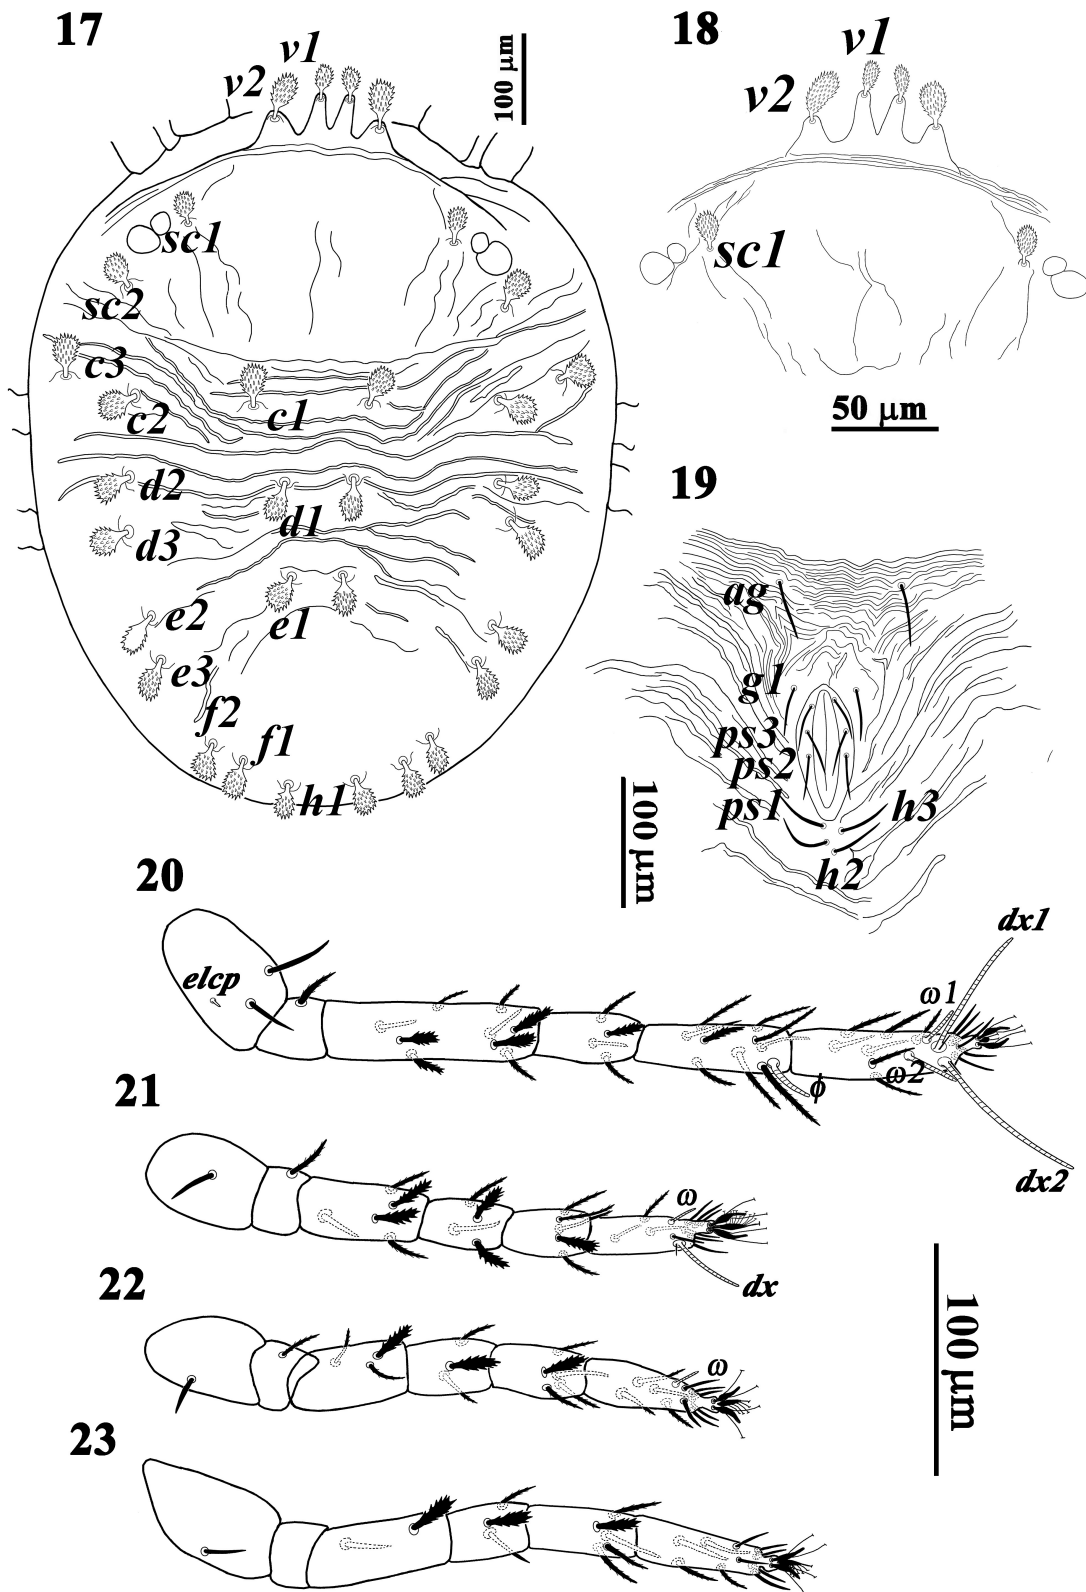 17
v1
v2
100 µm
sc1
sc2
c3
c2
c1
d2
d1
d3
e2
e1
e3
f2
f1
h1
18
v1
v2
sc1
50 µm
19
ag
g1
ps3
ps2
ps1
h3
h2
100 µm
20
elcp
dx1
ω1
ω2
ϕ
dx2
21
ω
dx
22
ω
23
100 µm